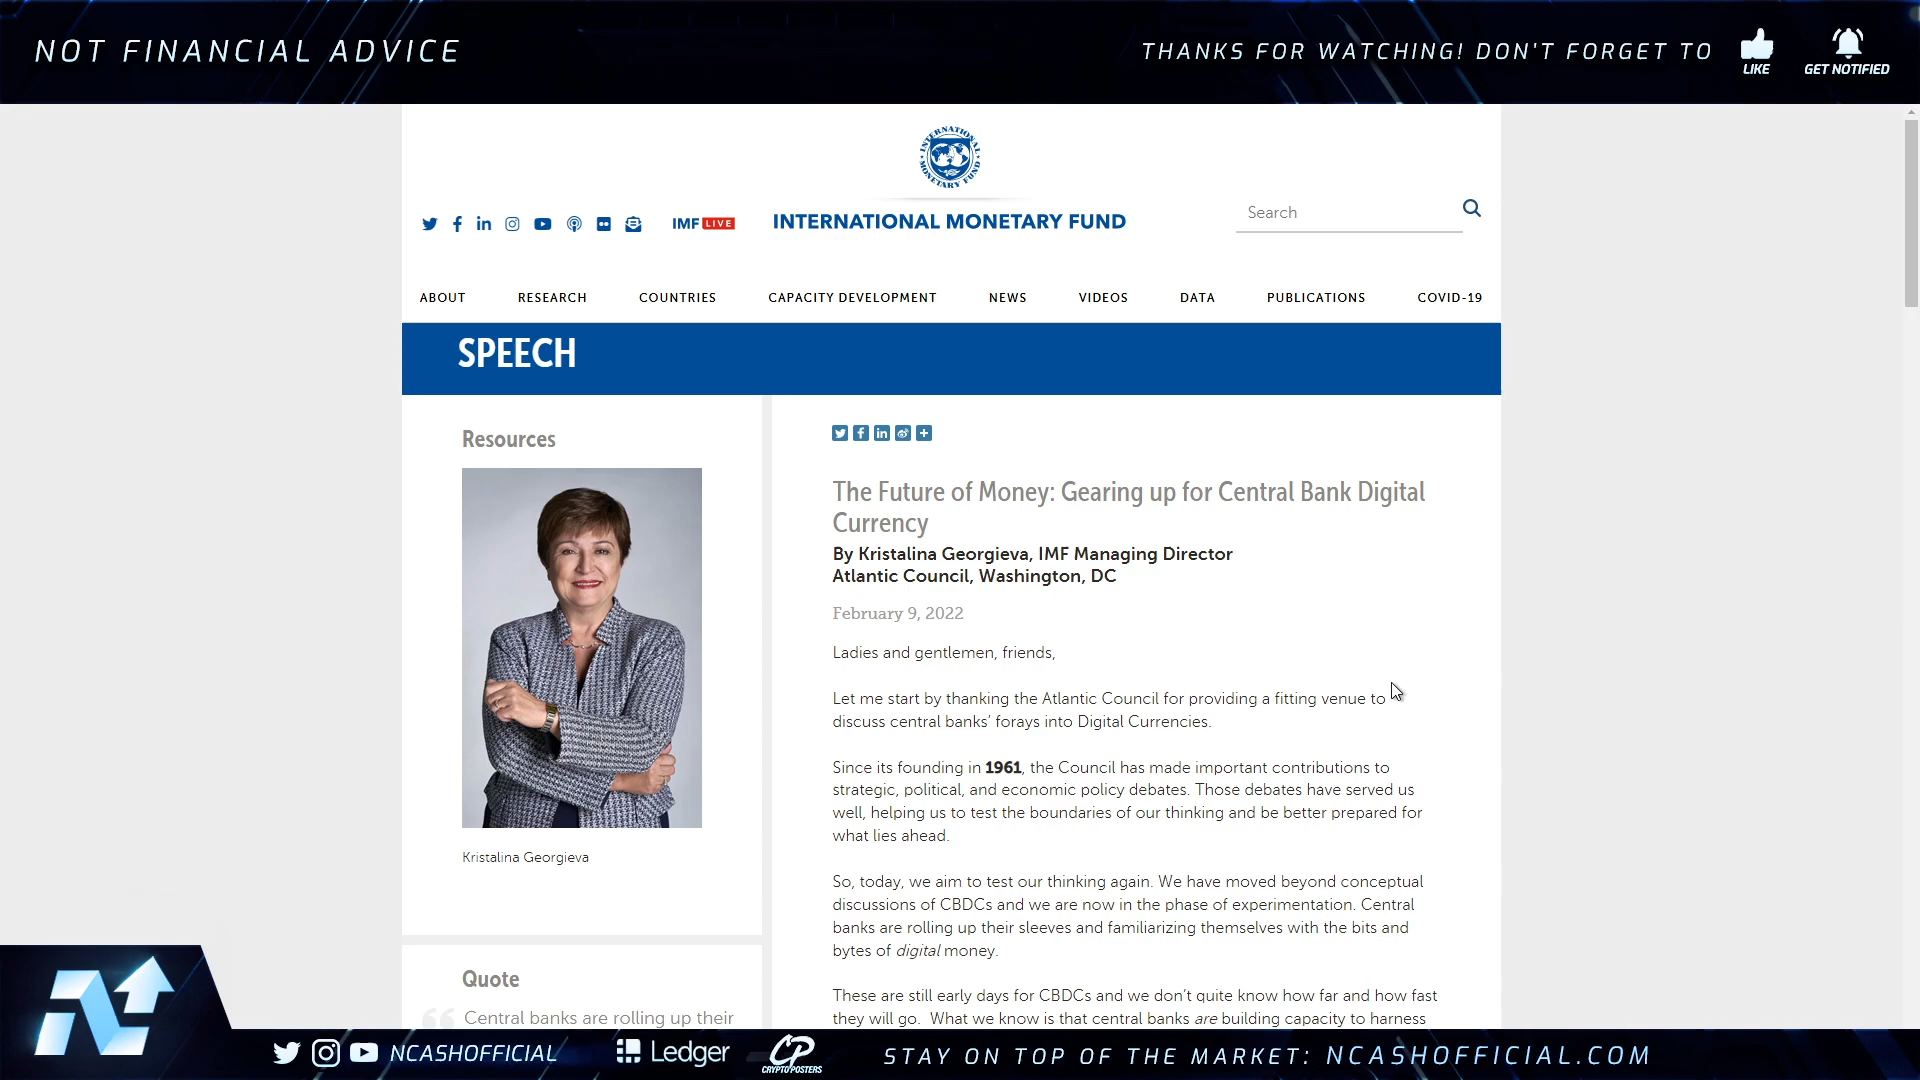 NOT FINANCIAL ADVICE
THANKS FOR WATCHING! DON'T FORGET TO
LIKE
GET NOTIFIED
INTERNATIONAL MONETARY FUND
IMF LIVE
INTERNATIONAL MONETARY FUND
Search
ABOUT RESEARCH COUNTRIES CAPACITY DEVELOPMENT NEWS VIDEOS DATA PUBLICATIONS COVID-19
SPEECH
Resources
Kristalina Georgieva
Quote
Central banks are rolling up their
The Future of Money: Gearing up for Central Bank Digital
Currency
By Kristalina Georgieva, IMF Managing Director
Atlantic Council, Washington, DC
February 9, 2022
Ladies and gentlemen, friends,
Let me start by thanking the Atlantic Council for providing a fitting venue to
discuss central banks’ forays into Digital Currencies.
Since its founding in 1961, the Council has made important contributions to
strategic, political, and economic policy debates. Those debates have served us
well, helping us to test the boundaries of our thinking and be better prepared for
what lies ahead.
So, today, we aim to test our thinking again. We have moved beyond conceptual
discussions of CBDCs and we are now in the phase of experimentation. Central
banks are rolling up their sleeves and familiarizing themselves with the bits and
bytes of digital money.
These are still early days for CBDCs and we don’t quite know how far and how fast
they will go. What we know is that central banks are building capacity to harness
NCASHOFFICIAL
Ledger
CP
CRYPTOPOSTERS
STAY ON TOP OF THE MARKET: NCASHOFFICIAL.COM